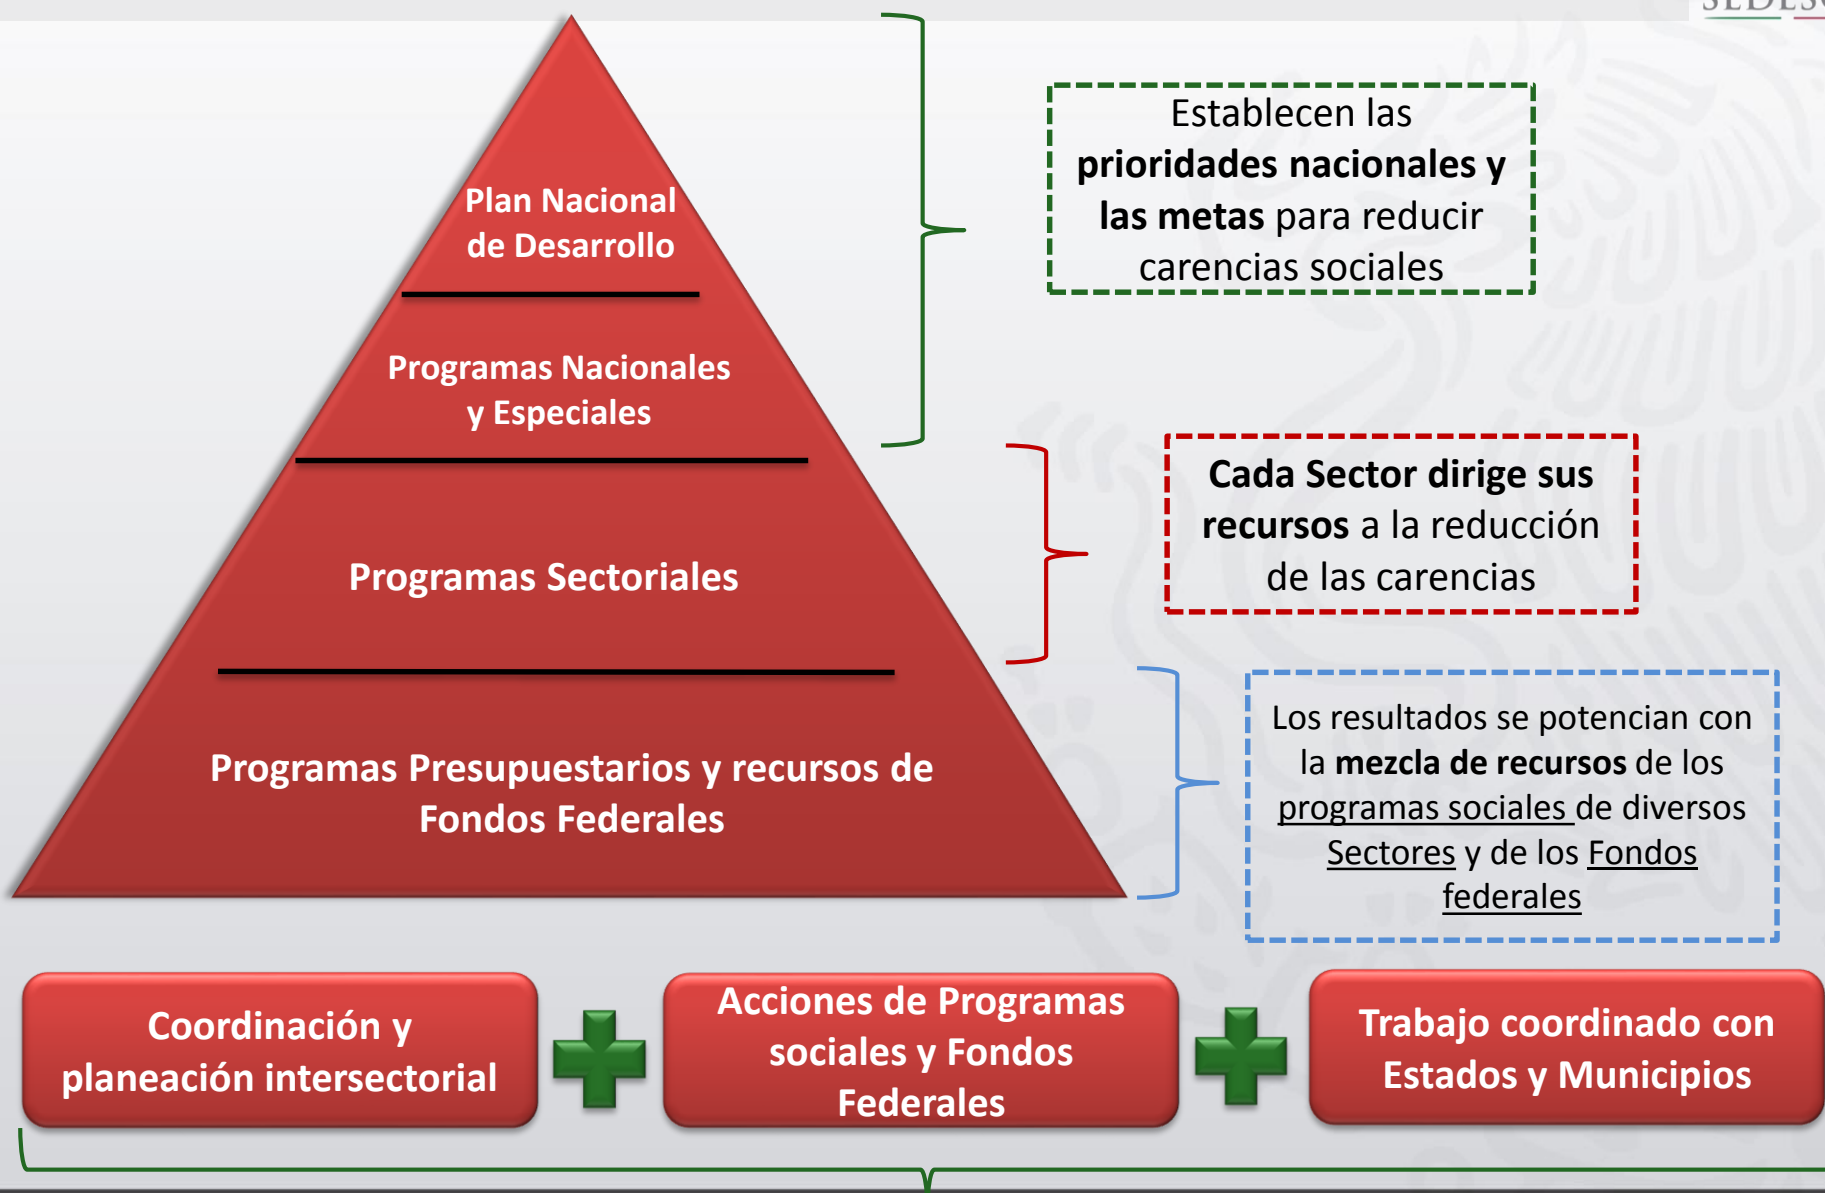 Plan Nacional
de Desarrollo
Programas Nacionales
y Especiales
Programas Sectoriales
Programas Presupuestarios y recursos de
Fondos Federales
Establecen las
prioridades nacionales y
las metas para reducir
carencias sociales
Cada Sector dirige sus
recursos a la reducción
de las carencias
Los resultados se potencian con
la mezcla de recursos de los
programas sociales de diversos
Sectores y de los Fondos
federales
Coordinación y
planeación intersectorial
Acciones de Programas
sociales y Fondos
Federales
Trabajo coordinado con
Estados y Municipios